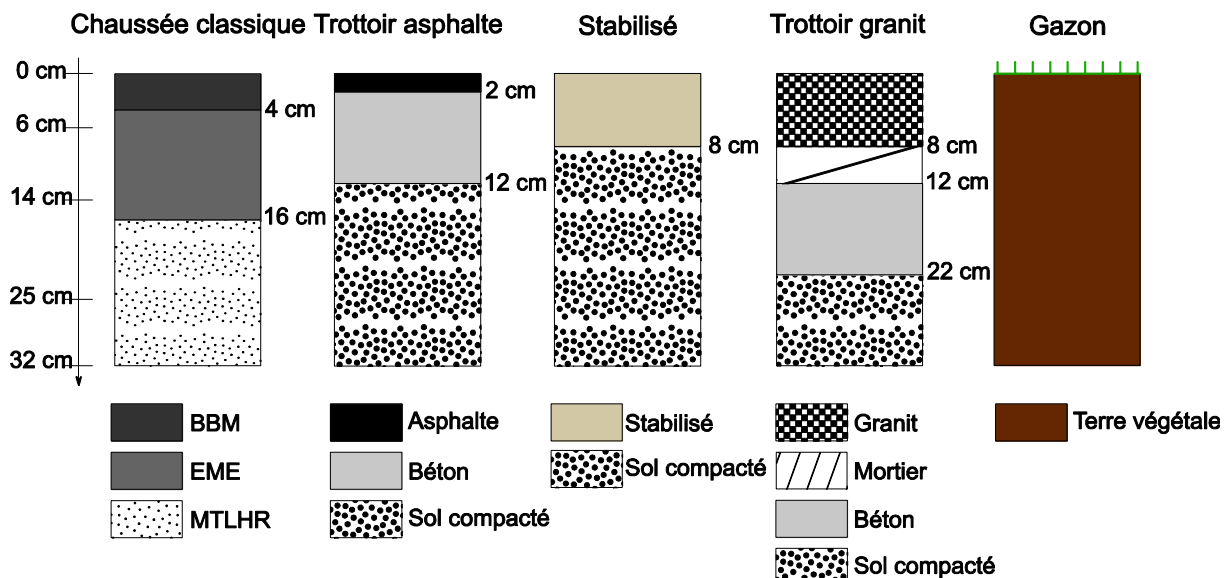 Chaussée classique
Trottoir asphalte
Stabilisé
Trottoir granit
Gazon
0 cm
6 cm
14 cm
25 cm
32 cm
4 cm
16 cm
2 cm
12 cm
8 cm
8 cm
12 cm
22 cm
BBM
EME
MTLHR
Asphalte
Béton
Sol compacté
Stabilisé
Sol compacté
Granit
Mortier
Béton
Sol compacté
Terre végétale